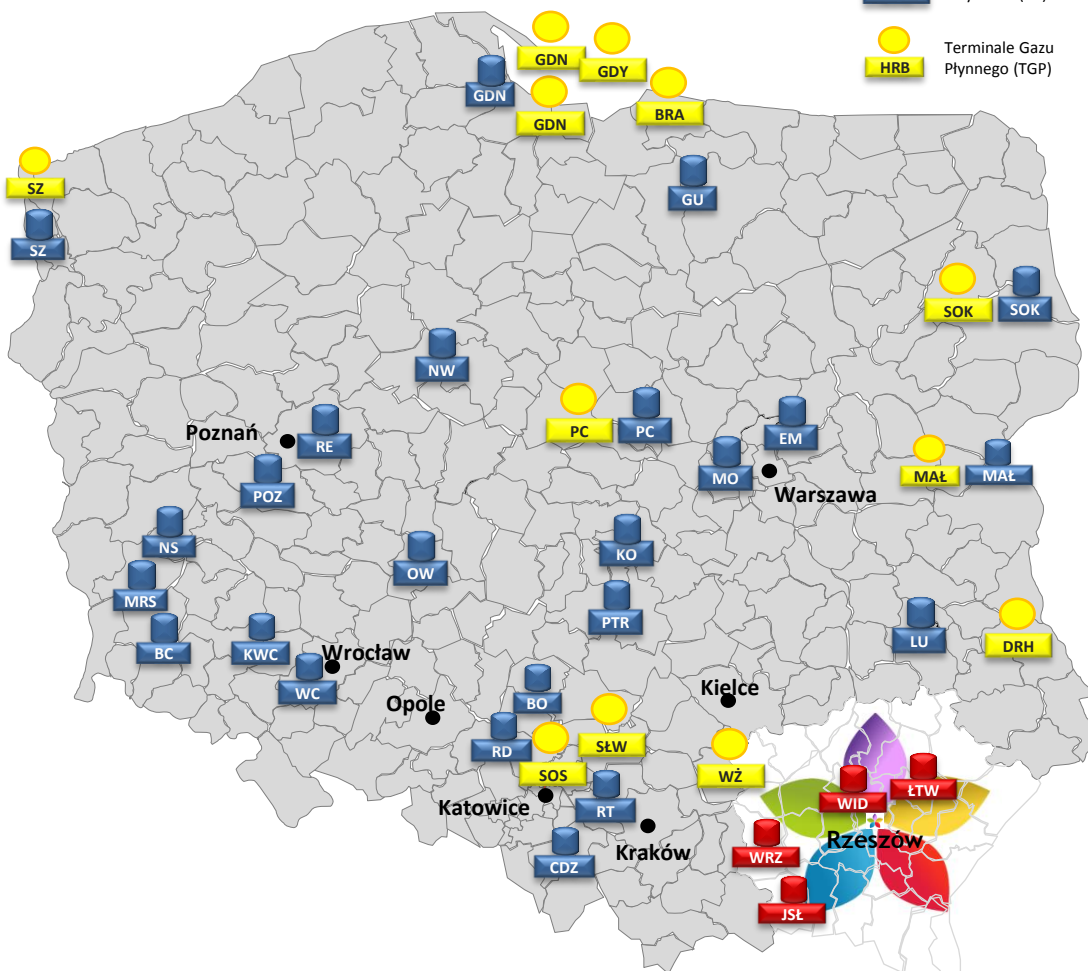 Terminale Gazu
Płynnego (TGP)
HRB
GDN
GDY
GDN
GDN
BRA
SZ
GU
SZ
SOK
SOK
NW
PC
PC
EM
Poznań
RE
MO
MAŁ
MAŁ
Warszawa
POZ
NS
OW
KO
MRS
PTR
BC
KWC
Wrocław
LU
DRH
WC
Kielce
Opole
BO
RD
SŁW
SOS
WŻ
WID
ŁTW
Katowice
RT
Kraków
Rzeszów
WRZ
CDZ
JSŁ